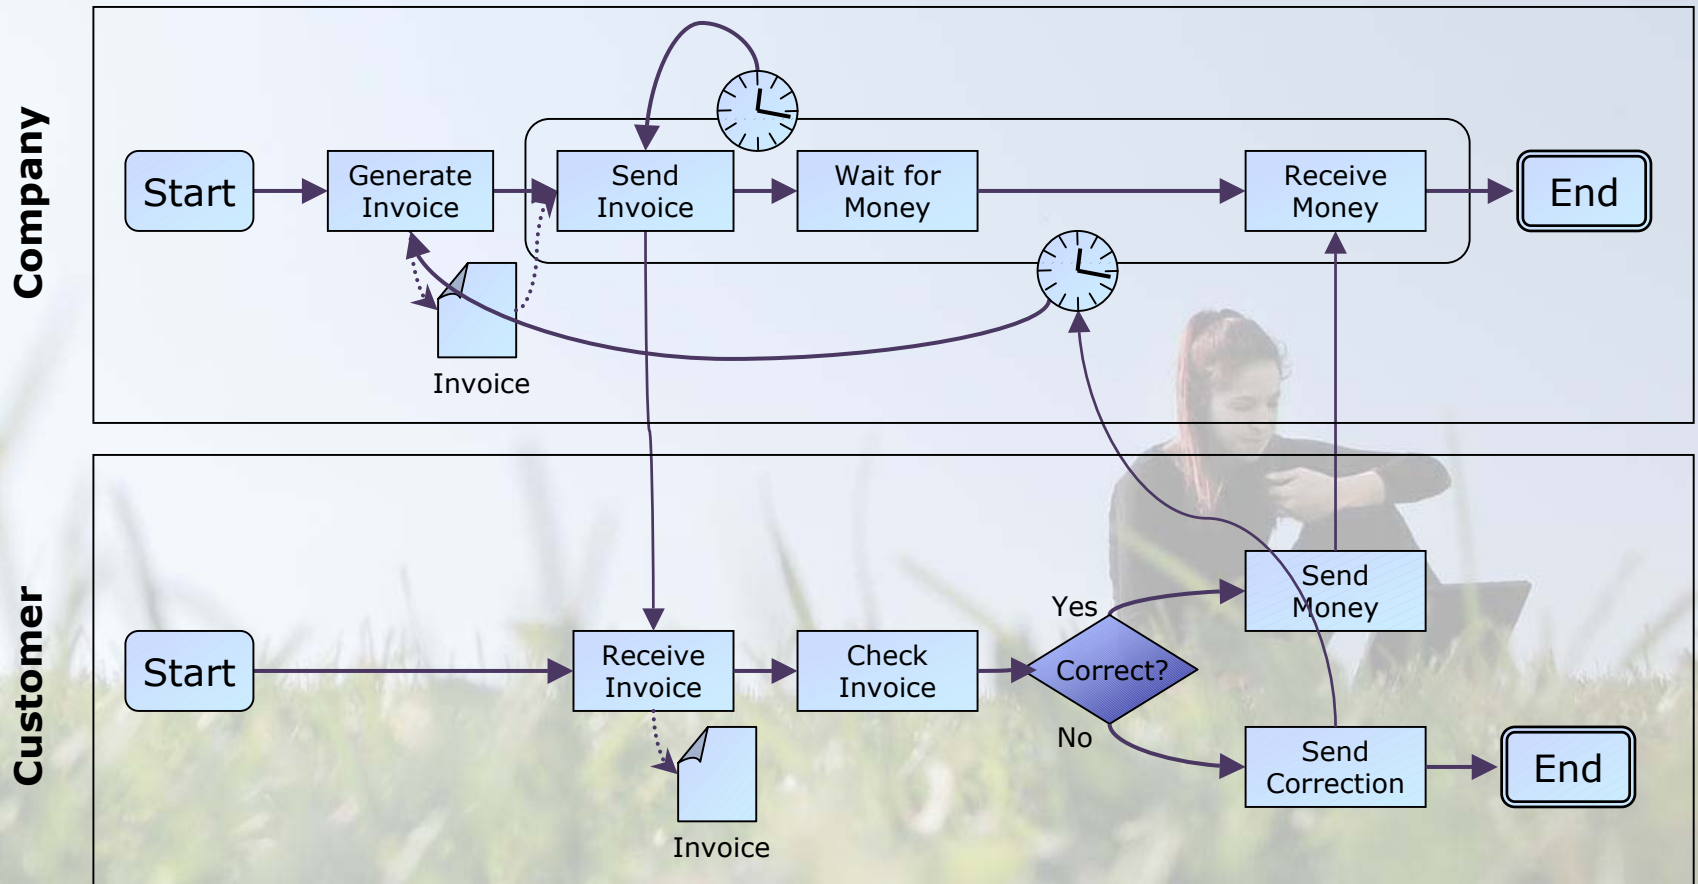 Company
Start
Generate
Invoice
Send
Invoice
Wait for
Money
Receive
Money
End
Invoice
Customer
Start
Receive
Invoice
Check
Invoice
Correct?
Yes
No
Send
Money
Send
Correction
End
Invoice